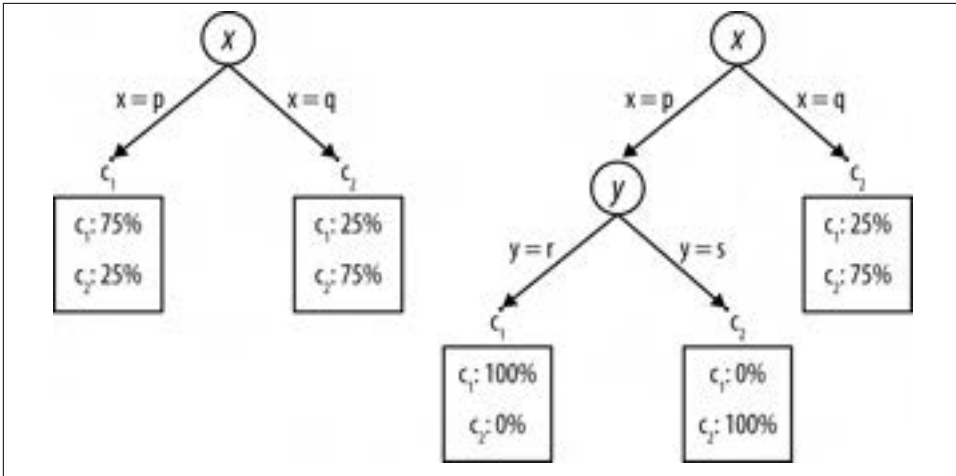 x
x = p
x = q
c₁
c₁: 75%
c₂: 25%
c₂
c₁: 25%
c₂: 75%
x
x = p
x = q
y
c₂
c₁: 25%
c₂: 75%
y = r
y = s
c₁
c₁: 100%
c₂: 0%
c₂
c₁: 0%
c₂: 100%